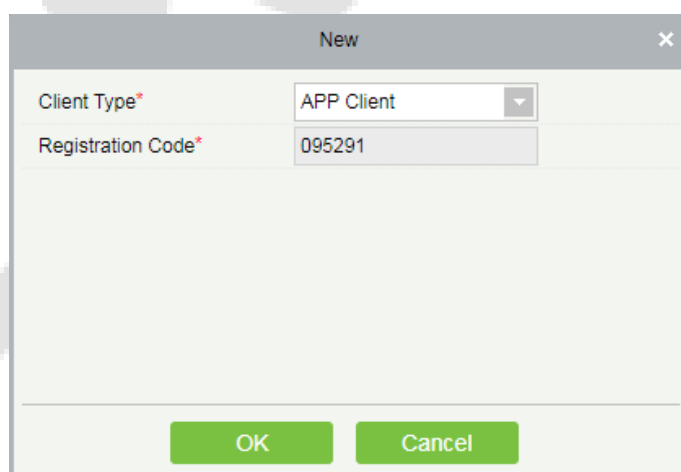 New
Client Type* APP Client
Registration Code* 095291
OK Cancel